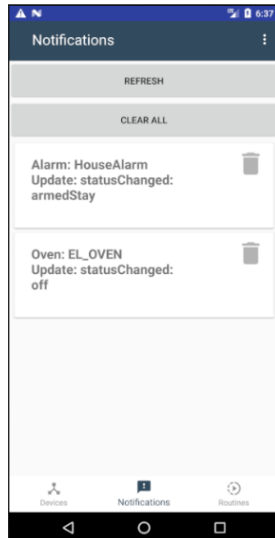 6:37
Notifications
REFRESH
CLEAR ALL
Alarm: HouseAlarm
Update: statusChanged:
armedStay
Oven: EL_OVEN
Update: statusChanged:
off
Devices
Notifications
Routines